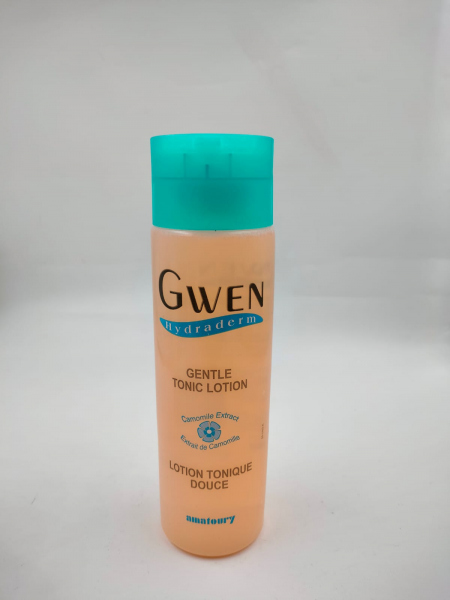 GWEN
Hydraderm
GENTLE
TONIC LOTION
Camomile Extract
Extrait de Camomille
LOTION TONIQUE
DOUCE
amatoury